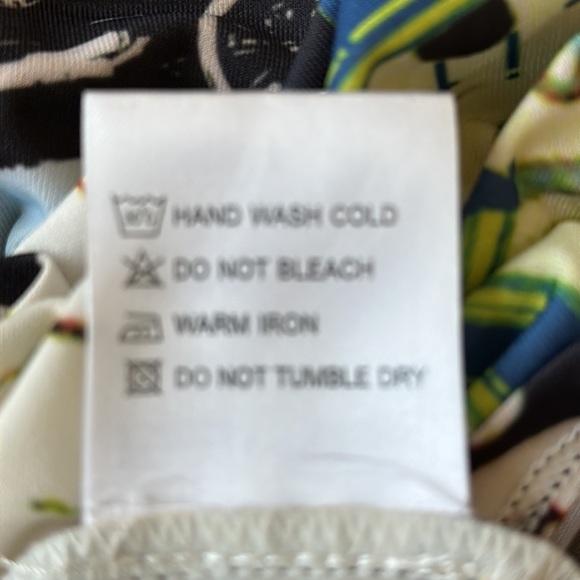 HAND WASH COLD
DO NOT BLEACH
WARM IRON
DO NOT TUMBLE DRY